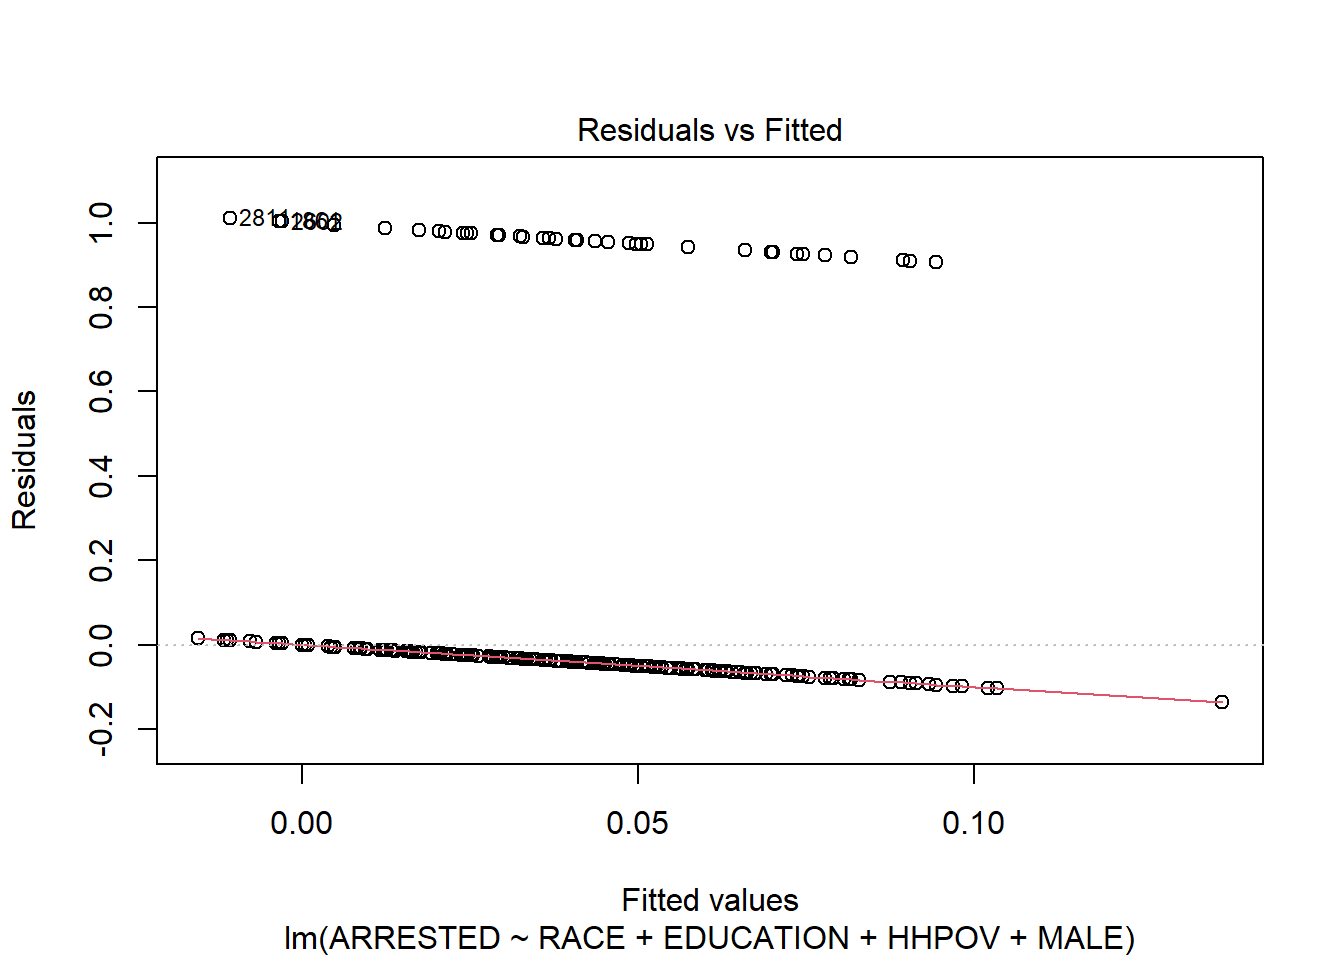 Residuals vs Fitted
Residuals
1.0
0.8
0.6
0.4
0.2
0.0
-0.2
0.00 0.05 0.10
Fitted values
lm(ARRESTED ~ RACE + EDUCATION + HHPOV + MALE)